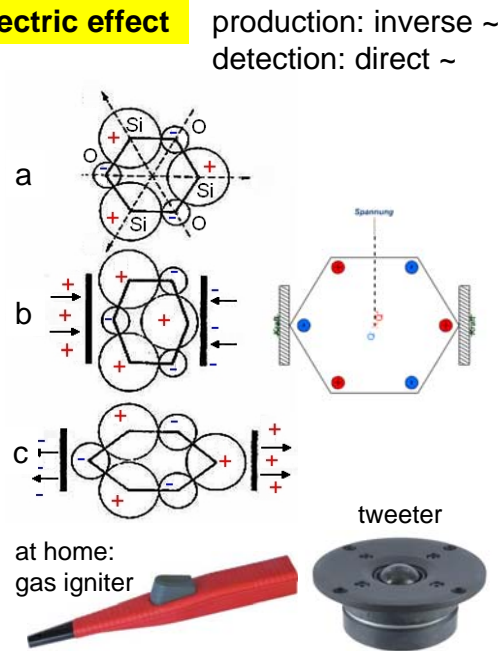 ectric effect
production: inverse ~
detection: direct ~
a
Si
O
+
-
O
-
+
Si
+
Si
-
O
b
+
+
+
+
-
-
+
+
-
-
-
-
Spannung
Kraft
Kraft
c
-
-
-
+
-
-
+
-
+
+
+
+
tweeter
at home:
gas igniter